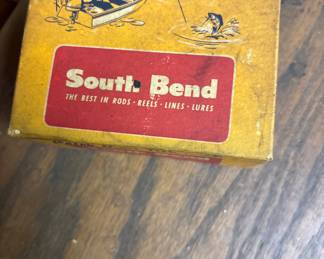 South Bend
THE BEST IN RODS · REELS · LINES · LURES